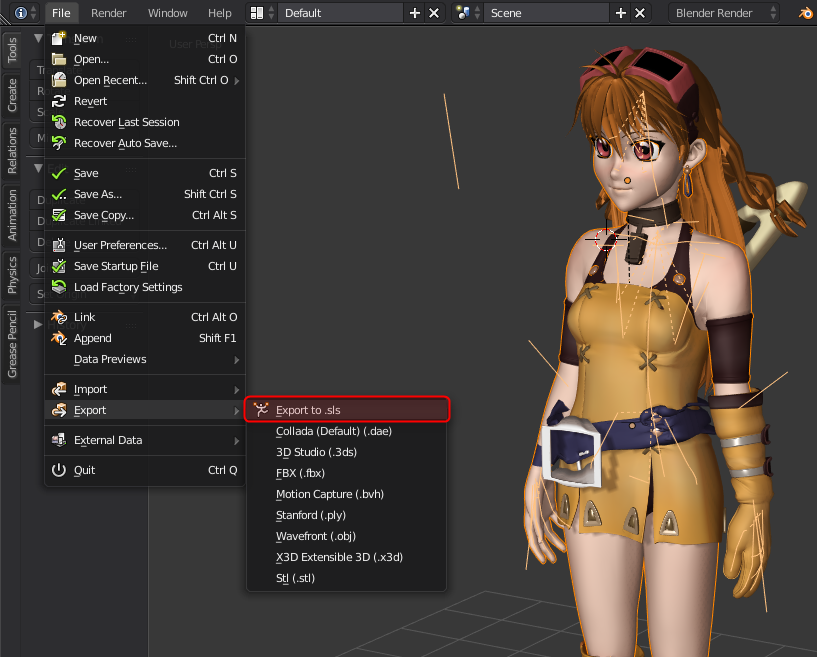 File Render Window Help Default Scene Blender Render
New Ctrl N
Open... Ctrl O
Open Recent... Shift Ctrl O
Revert
Recover Last Session
Recover Auto Save...
Save Ctrl S
Save As... Shift Ctrl S
Save Copy... Ctrl Alt S
User Preferences... Ctrl Alt U
Save Startup File Ctrl U
Load Factory Settings
Link Ctrl Alt O
Append Shift F1
Data Previews
Import
Export
External Data
Quit Ctrl Q
Export to .sls
Collada (Default) (.dae)
3D Studio (.3ds)
FBX (.fbx)
Motion Capture (.bvh)
Stanford (.ply)
Wavefront (.obj)
X3D Extensible 3D (.x3d)
Stl (.stl)
Tools
Create
Relations
Animation
Physics
Grease Pencil